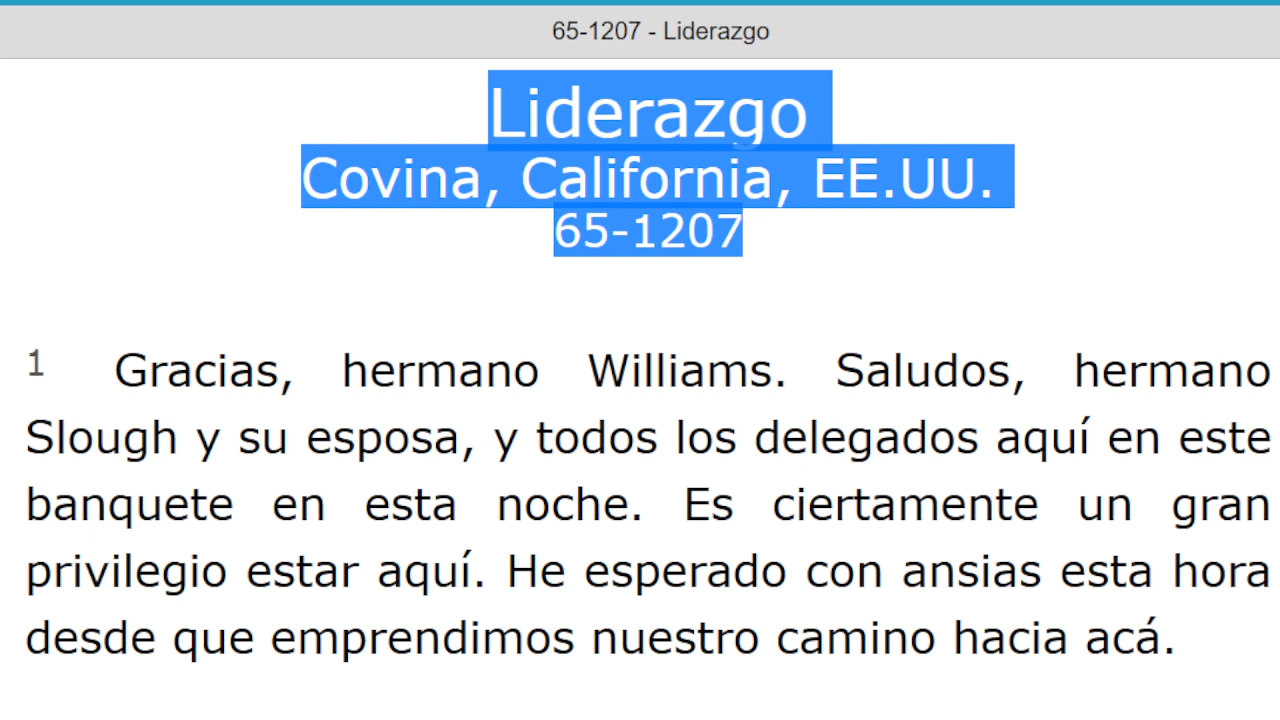 65-1207 - Liderazgo
Liderazgo
Covina, California, EE.UU.
65-1207
1 Gracias, hermano Williams. Saludos, hermano
Slough y su esposa, y todos los delegados aquí en este
banquete en esta noche. Es ciertamente un gran
privilegio estar aquí. He esperado con ansias esta hora
desde que emprendimos nuestro camino hacia acá.